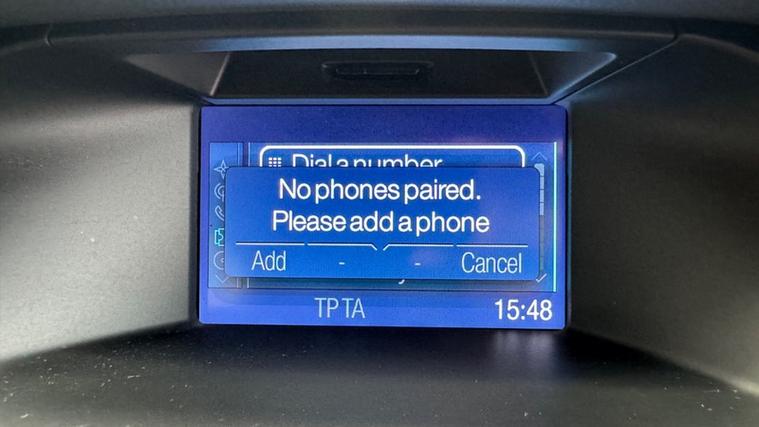 Dial a number
No phones paired.
Please add a phone
Add - - Cancel
TP TA 15:48